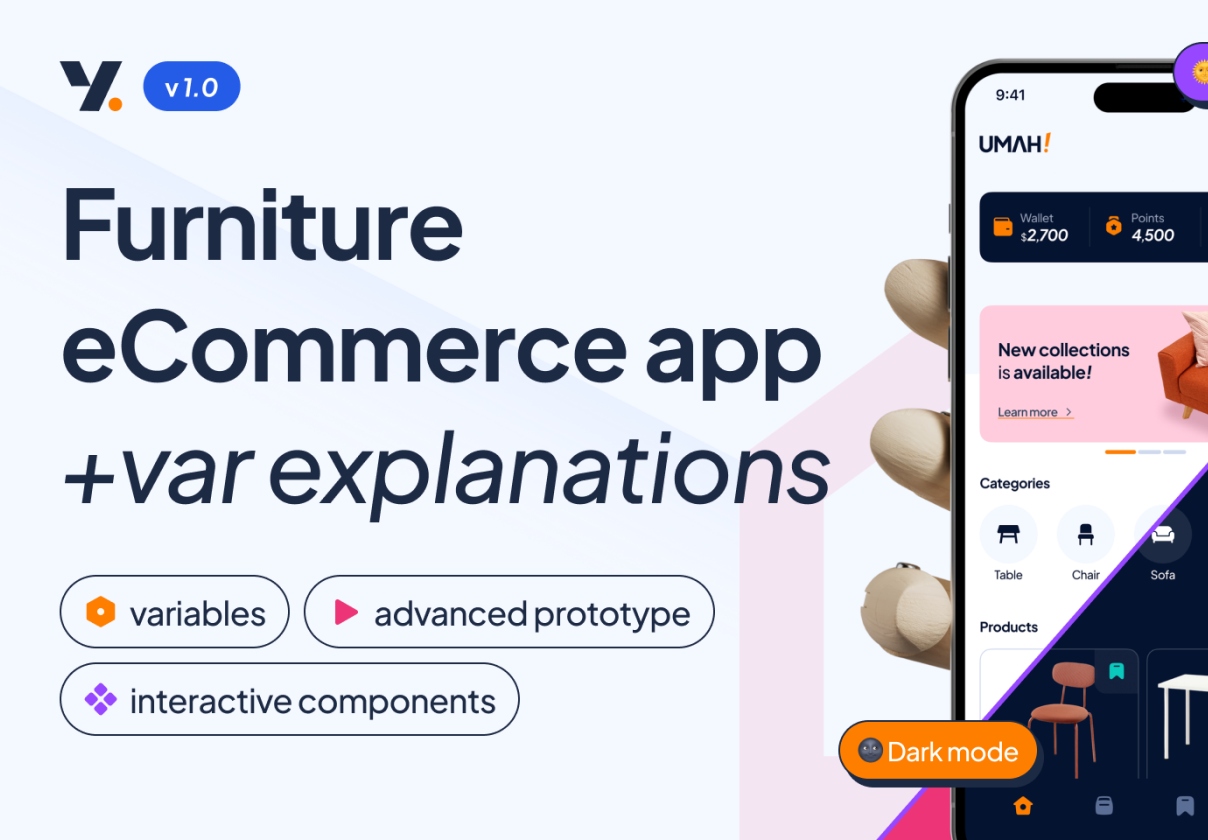 Y.
v 1.0
Furniture
eCommerce app
+var explanations
variables
advanced prototype
interactive components
9:41
UMAH!
Wallet
$2,700
Points
4,500
New collections
is available!
Learn more
Categories
Table
Chair
Sofa
Products
Dark mode